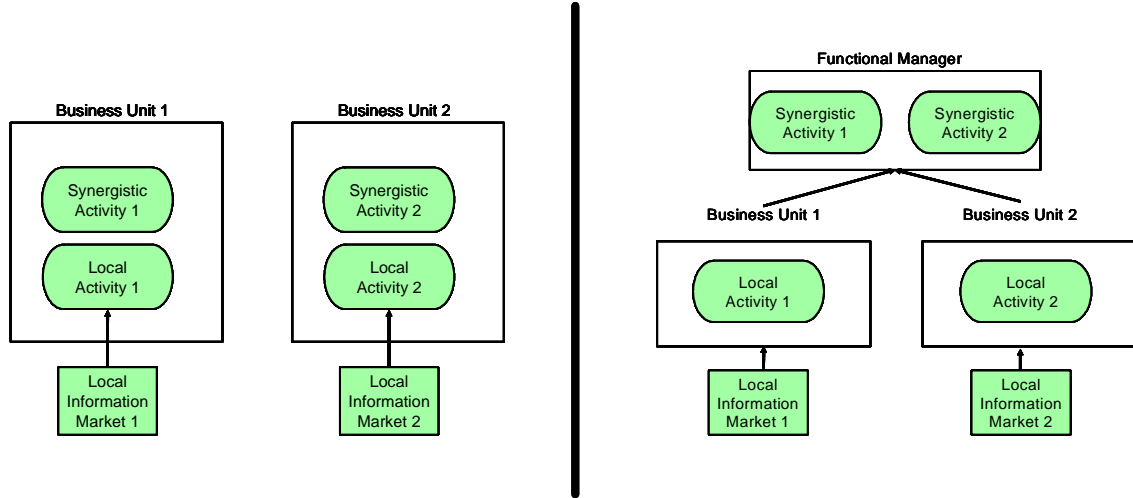 Business Unit 1
Synergistic
Activity 1
Local
Activity 1
Local
Information
Market 1
Business Unit 2
Synergistic
Activity 2
Local
Activity 2
Local
Information
Market 2
Functional Manager
Synergistic
Activity 1
Synergistic
Activity 2
Business Unit 1
Local
Activity 1
Local
Information
Market 1
Business Unit 2
Local
Activity 2
Local
Information
Market 2